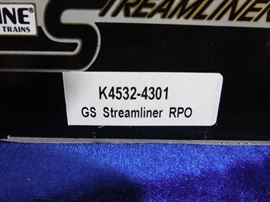 INE
TRAINS
STREAMLINER
K4532-4301
GS Streamliner RPO